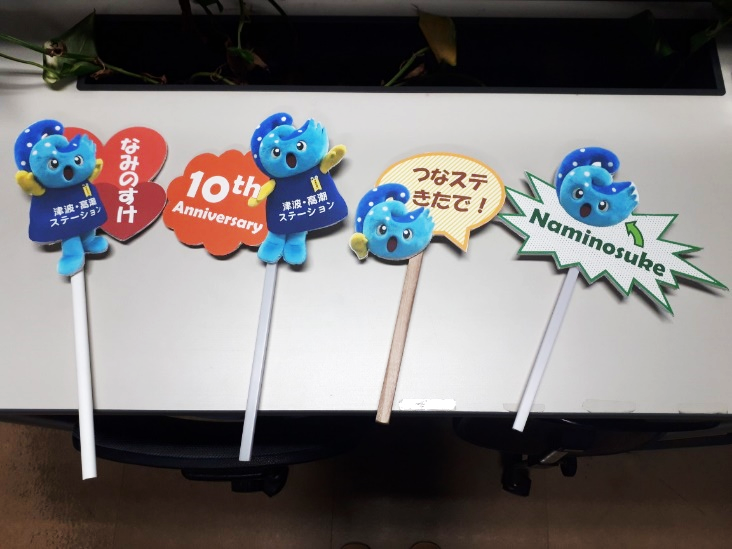 なみのすけ
津波・高潮
ステーション
10th
Anniversary
津波・高潮
ステーション
つなステ
きたで!
Naminosuke